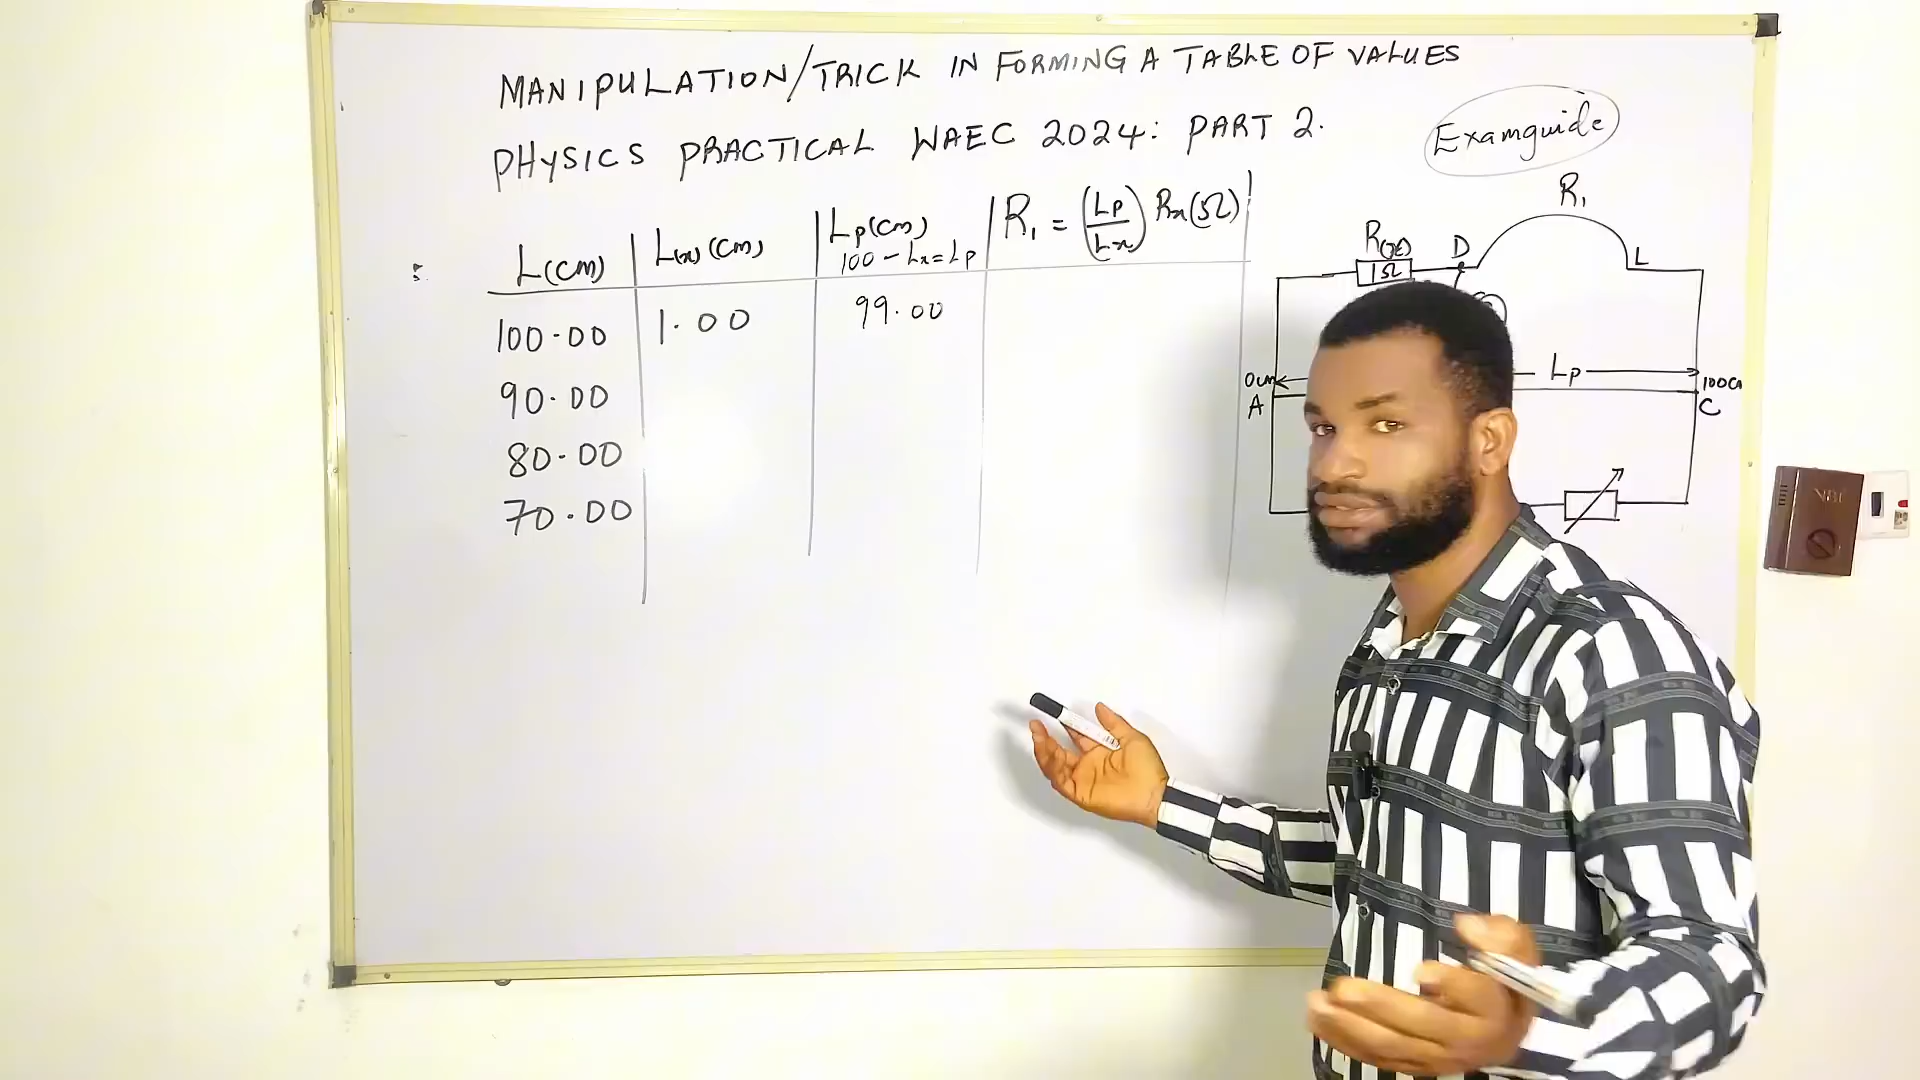 MANIPULATION/TRICK IN FORMING A TABLE OF VALUES
PHYSICS PRACTICAL WAEC 2024: PART 2.
Examguide
L(cm) L(x)(cm) Lp(cm) R₁ = (Lp/Lx) Rx(Ω)
100 - Lx = Lp
100.00 1.00 99.00
90.00
80.00
70.00
R₁
R(x) D L
1Ω
0cm Lp 100c
A C